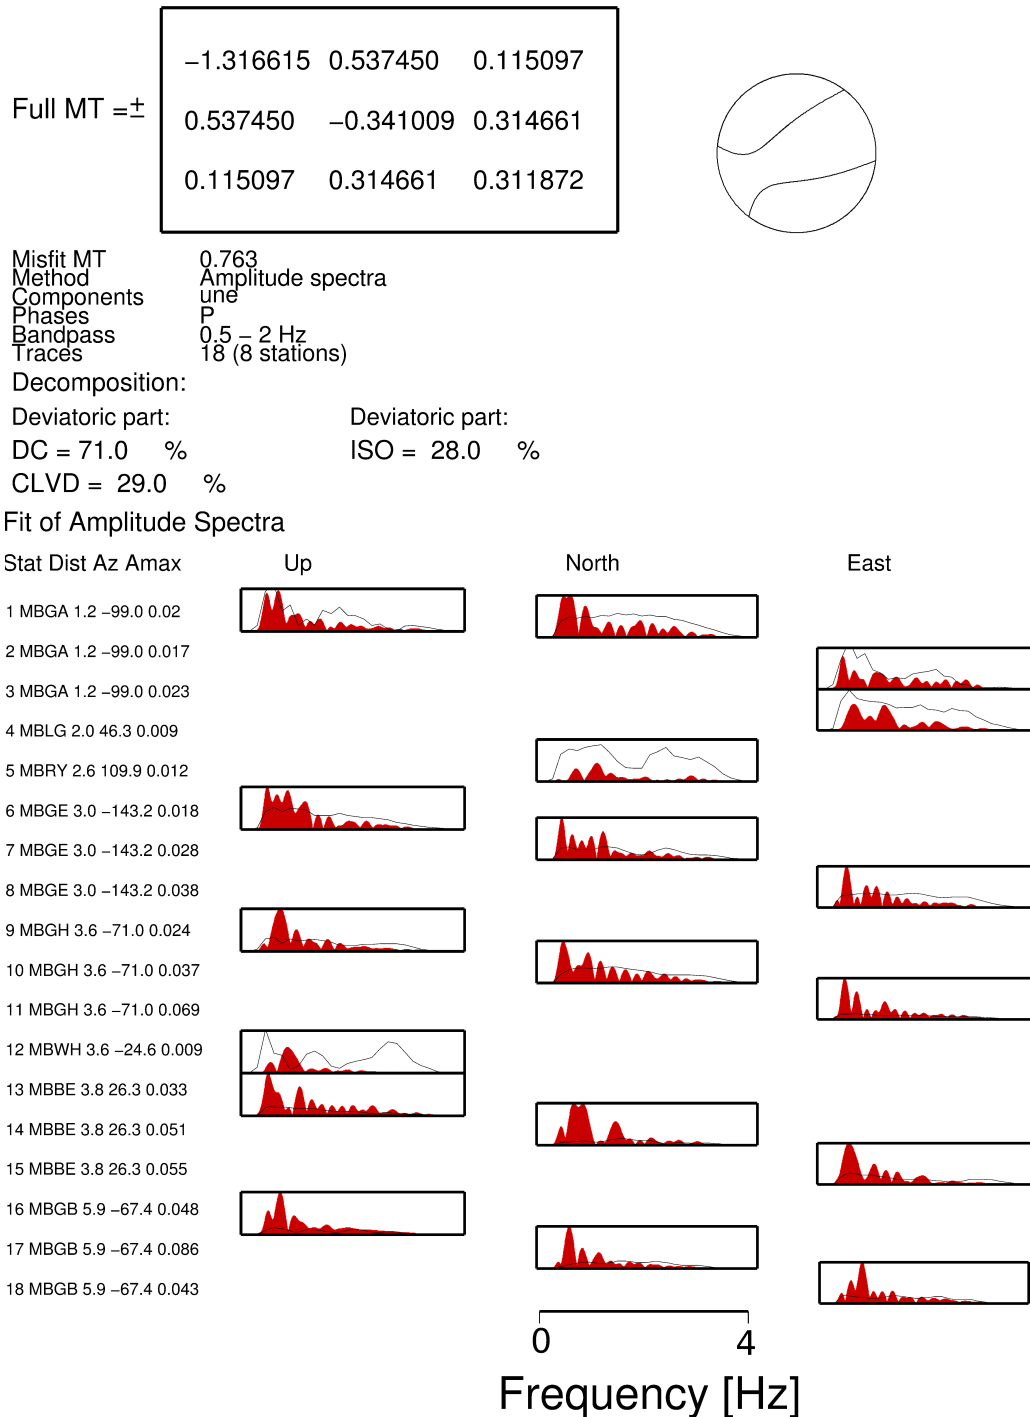 −1.316615 0.537450 0.115097
Full MT =±
0.537450 −0.341009 0.314661
0.115097 0.314661 0.311872
Misfit MT 0.763
Method Amplitude spectra
Components une
Phases P
Bandpass 0.5 − 2 Hz
Traces 18 (8 stations)
Decomposition:
Deviatoric part: Deviatoric part:
DC = 71.0 % ISO = 28.0 %
CLVD = 29.0 %
Fit of Amplitude Spectra
Stat Dist Az Amax Up North East
1 MBGA 1.2 −99.0 0.02
2 MBGA 1.2 −99.0 0.017
3 MBGA 1.2 −99.0 0.023
4 MBLG 2.0 46.3 0.009
5 MBRY 2.6 109.9 0.012
6 MBGE 3.0 −143.2 0.018
7 MBGE 3.0 −143.2 0.028
8 MBGE 3.0 −143.2 0.038
9 MBGH 3.6 −71.0 0.024
10 MBGH 3.6 −71.0 0.037
11 MBGH 3.6 −71.0 0.069
12 MBWH 3.6 −24.6 0.009
13 MBBE 3.8 26.3 0.033
14 MBBE 3.8 26.3 0.051
15 MBBE 3.8 26.3 0.055
16 MBGB 5.9 −67.4 0.048
17 MBGB 5.9 −67.4 0.086
18 MBGB 5.9 −67.4 0.043
0 4
Frequency [Hz]